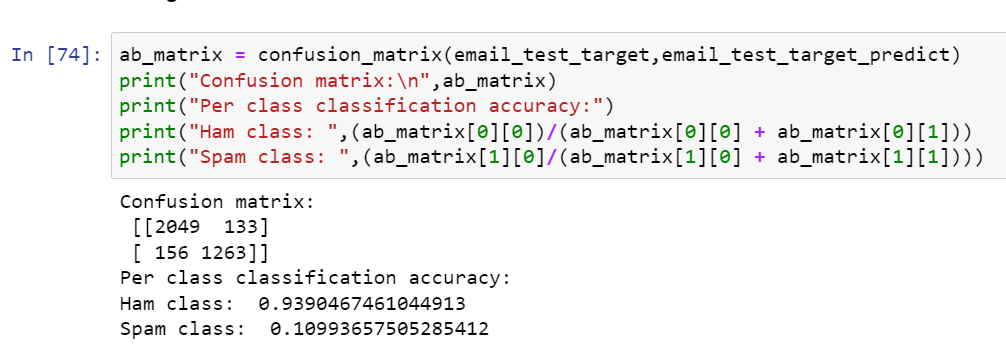 In [74]: ab_matrix = confusion_matrix(email_test_target,email_test_target_predict)
print("Confusion matrix:\n",ab_matrix)
print("Per class classification accuracy:")
print("Ham class: ",(ab_matrix[0][0])/(ab_matrix[0][0] + ab_matrix[0][1]))
print("Spam class: ",(ab_matrix[1][0]/(ab_matrix[1][0] + ab_matrix[1][1])))
Confusion matrix:
[[2049 133]
[ 156 1263]]
Per class classification accuracy:
Ham class: 0.9390467461044913
Spam class: 0.10993657505285412